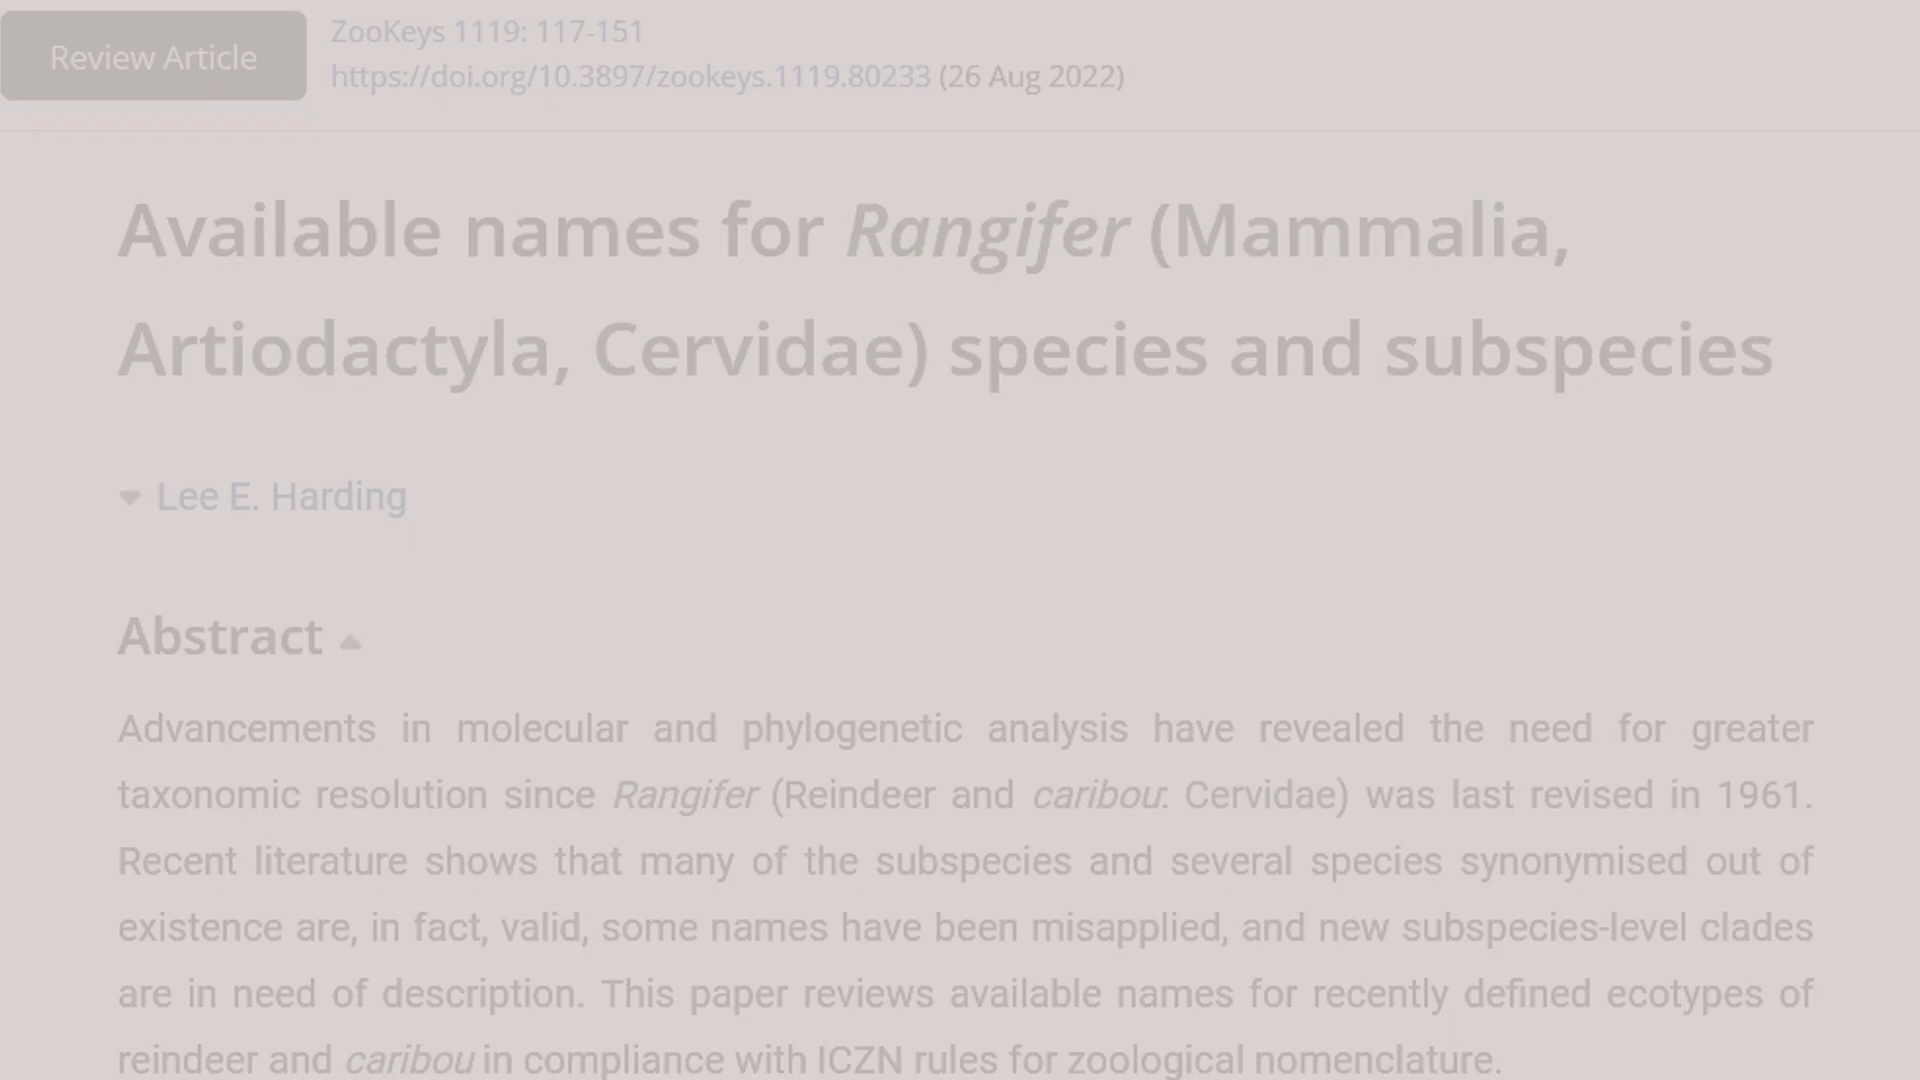 Review Article
ZooKeys 1119: 117-151
https://doi.org/10.3897/zookeys.1119.80233 (26 Aug 2022)
Available names for Rangifer (Mammalia,
Artiodactyla, Cervidae) species and subspecies
Lee E. Harding
Abstract
Advancements in molecular and phylogenetic analysis have revealed the need for greater
taxonomic resolution since Rangifer (Reindeer and caribou: Cervidae) was last revised in 1961.
Recent literature shows that many of the subspecies and several species synonymised out of
existence are, in fact, valid, some names have been misapplied, and new subspecies-level clades
are in need of description. This paper reviews available names for recently defined ecotypes of
reindeer and caribou in compliance with ICZN rules for zoological nomenclature.